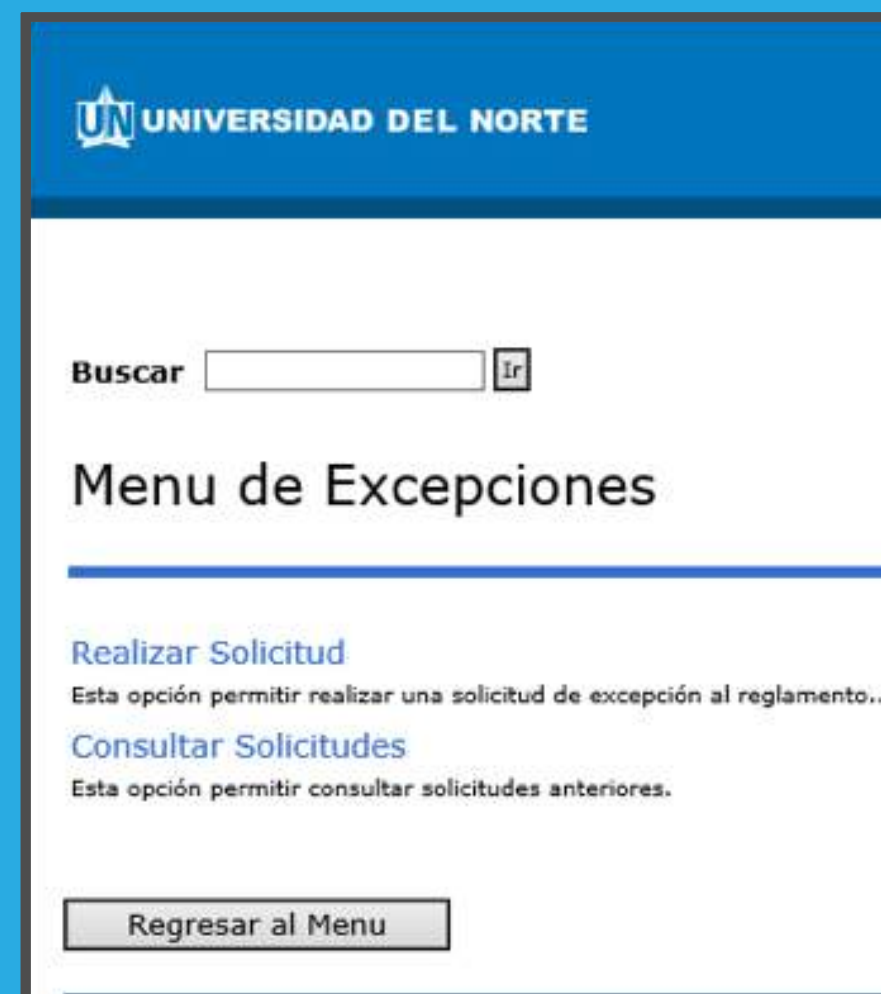 UN UNIVERSIDAD DEL NORTE
Buscar Ir
Menu de Excepciones
Realizar Solicitud
Esta opción permitir realizar una solicitud de excepción al reglamento..
Consultar Solicitudes
Esta opción permitir consultar solicitudes anteriores.
Regresar al Menu